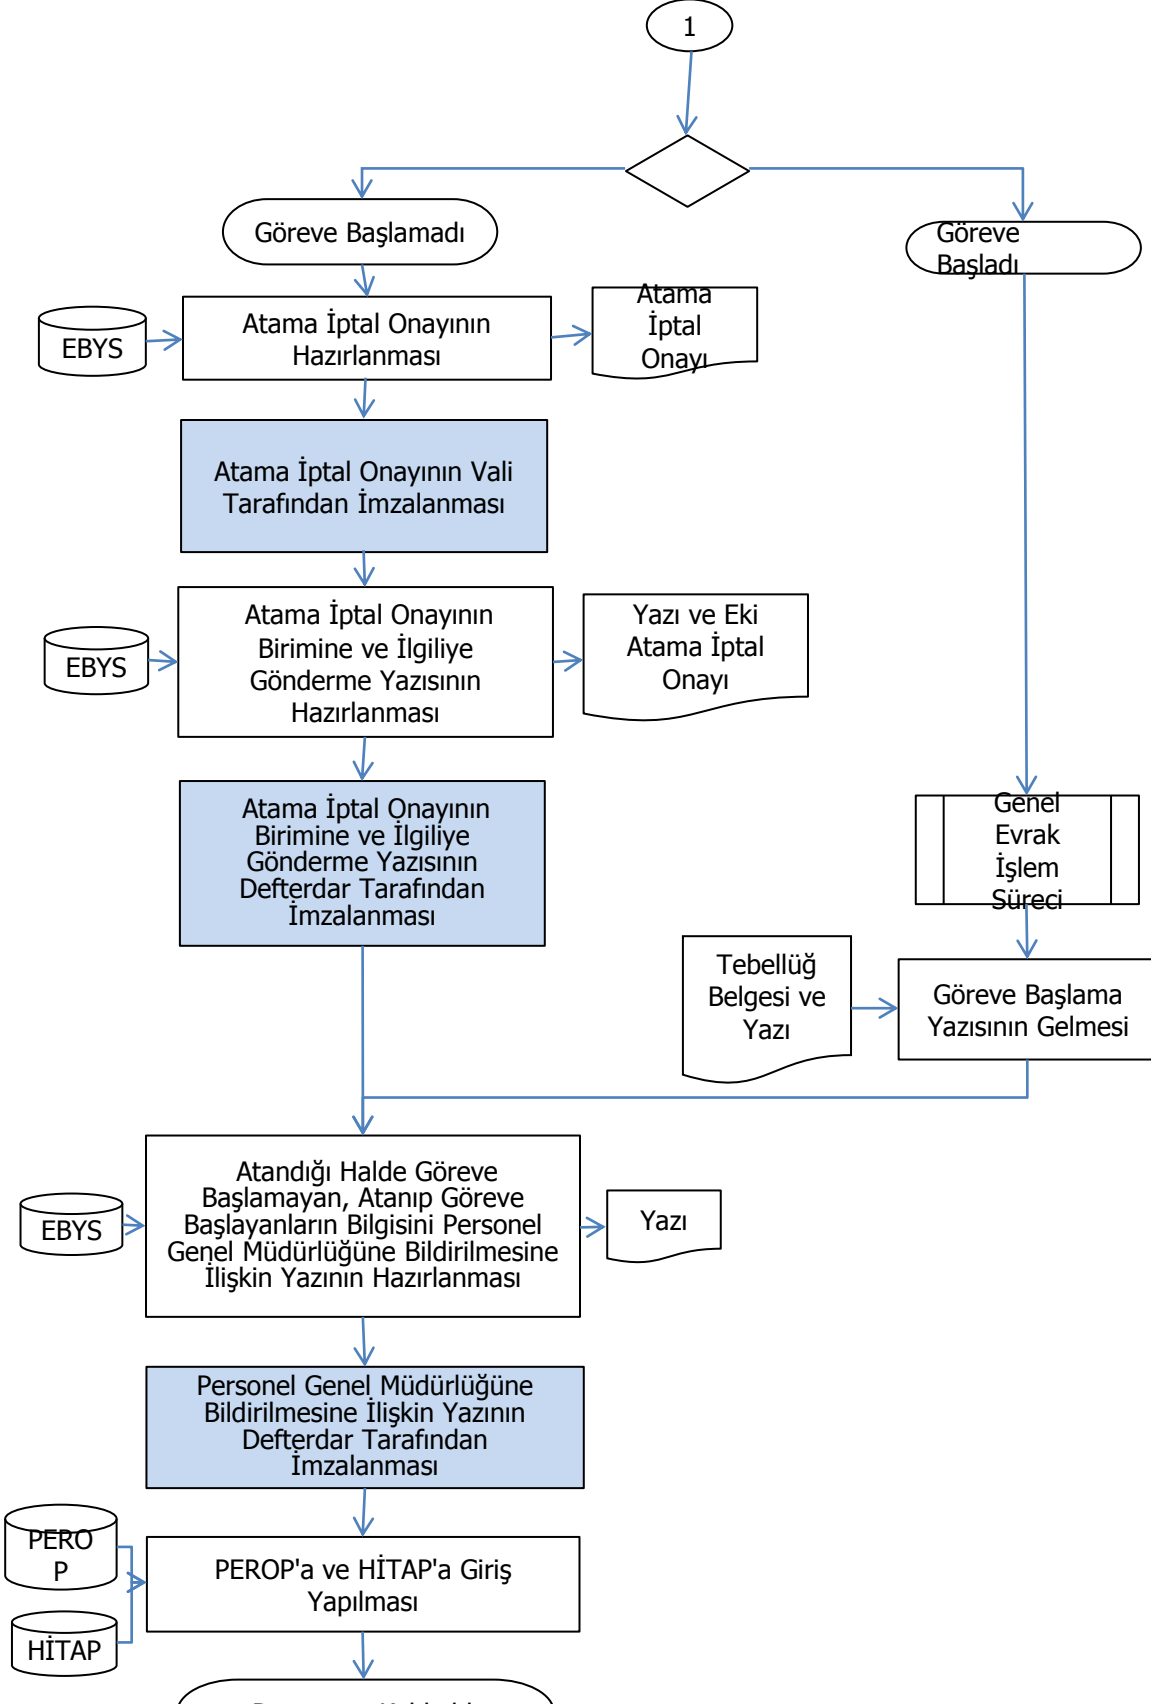 1
Göreve Başlamadı
Göreve
Başladı
EBYS
Atama İptal Onayının
Hazırlanması
Atama
İptal
Onayı
Atama İptal Onayının Vali
Tarafından İmzalanması
EBYS
Atama İptal Onayının
Birimine ve İlgiliye
Gönderme Yazısının
Hazırlanması
Yazı ve Eki
Atama İptal
Onayı
Atama İptal Onayının
Birimine ve İlgiliye
Gönderme Yazısının
Defterdar Tarafından
İmzalanması
Genel
Evrak
İşlem
Süreci
Tebellüğ
Belgesi ve
Yazı
Göreve Başlama
Yazısının Gelmesi
EBYS
Atandığı Halde Göreve
Başlamayan, Atanıp Göreve
Başlayanların Bilgisini Personel
Genel Müdürlüğüne Bildirilmesine
İlişkin Yazının Hazırlanması
Yazı
Personel Genel Müdürlüğüne
Bildirilmesine İlişkin Yazının
Defterdar Tarafından
İmzalanması
PERO
P
HİTAP
PEROP'a ve HİTAP'a Giriş
Yapılması